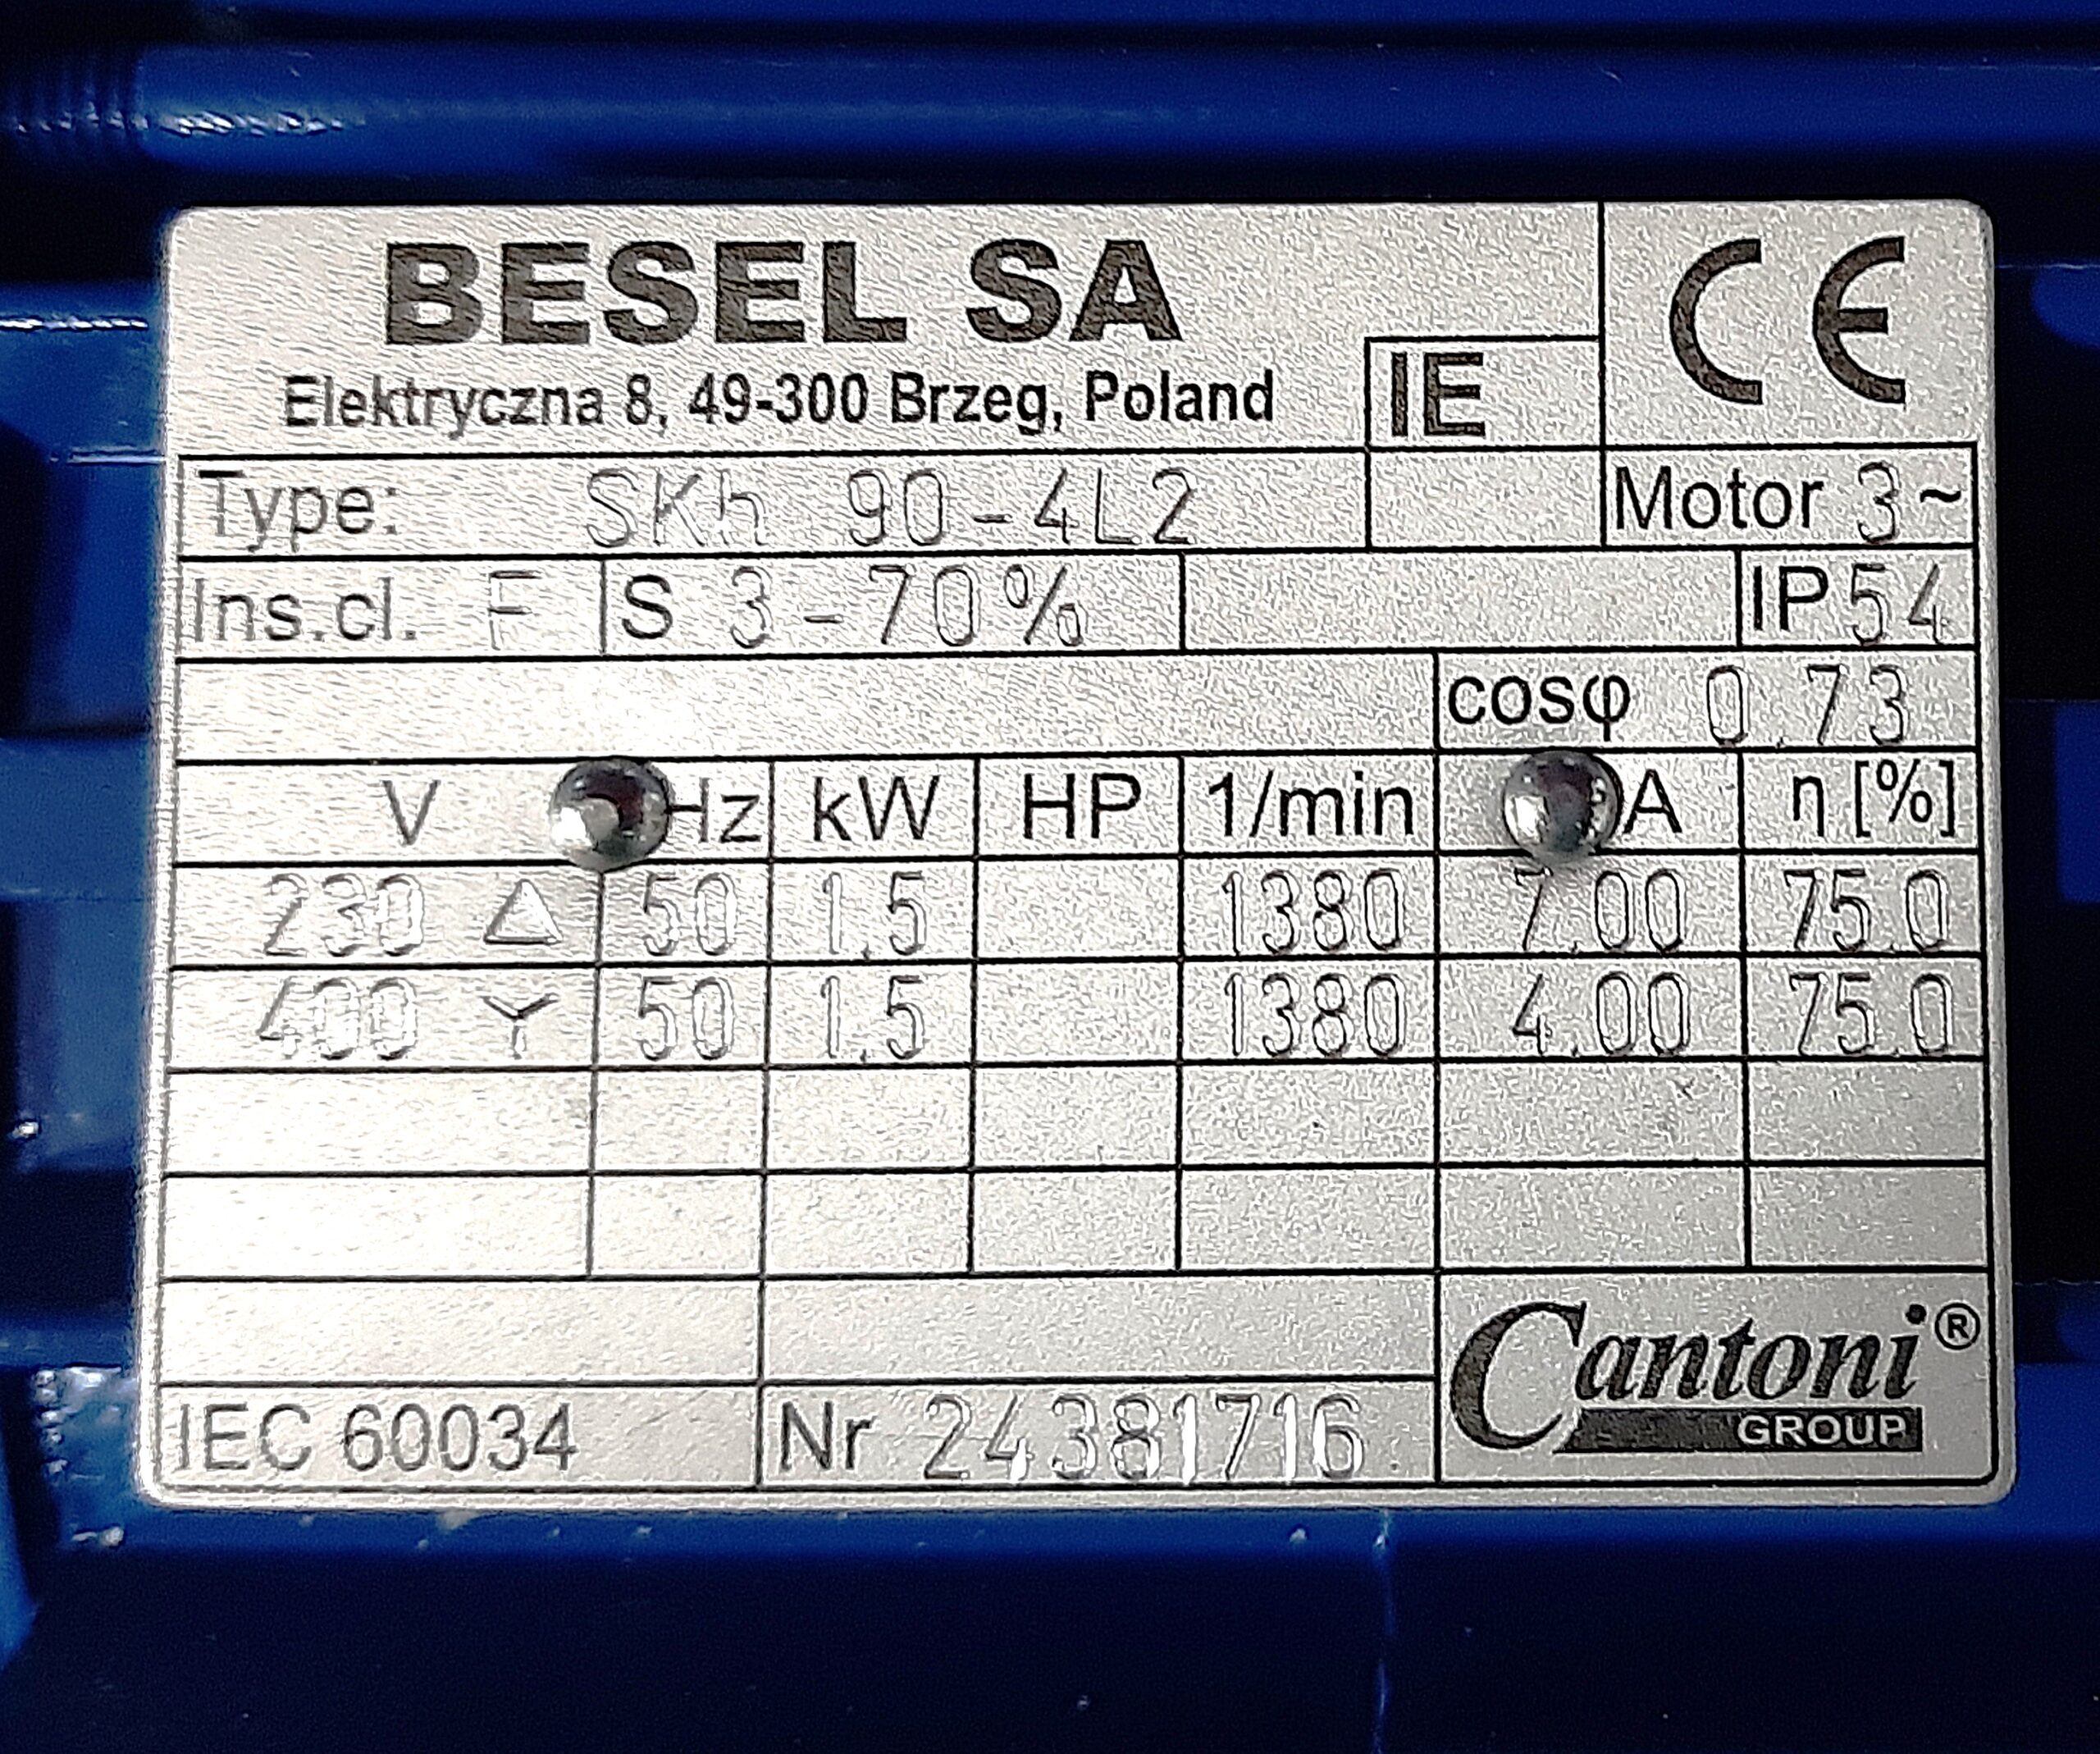 BESEL SA
CE
Elektryczna 8, 49-300 Brzeg, Poland
IE
Type: SKh 90-4L2
Motor 3~
Ins.cl. F S 3-70% IP54
cosφ 0.73
V Hz kW HP 1/min A η [%]
230 △ 50 1.5 1380 7.00 75.0
400 Y 50 1.5 1380 4.00 75.0
Cantoni®
GROUP
IEC 60034 Nr 24381716